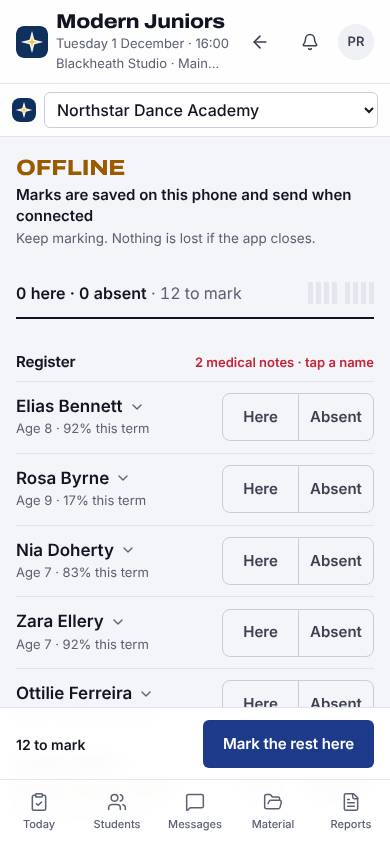 Modern Juniors
Tuesday 1 December · 16:00
Blackheath Studio · Main...
PR
Northstar Dance Academy
OFFLINE
Marks are saved on this phone and send when
connected
Keep marking. Nothing is lost if the app closes.
0 here · 0 absent · 12 to mark
Register
2 medical notes · tap a name
Elias Bennett
Age 8 · 92% this term
Here
Absent
Rosa Byrne
Age 9 · 17% this term
Here
Absent
Nia Doherty
Age 7 · 83% this term
Here
Absent
Zara Ellery
Age 7 · 92% this term
Here
Absent
Ottilie Ferreira
Here
Absent
12 to mark
Mark the rest here
Today
Students
Messages
Material
Reports